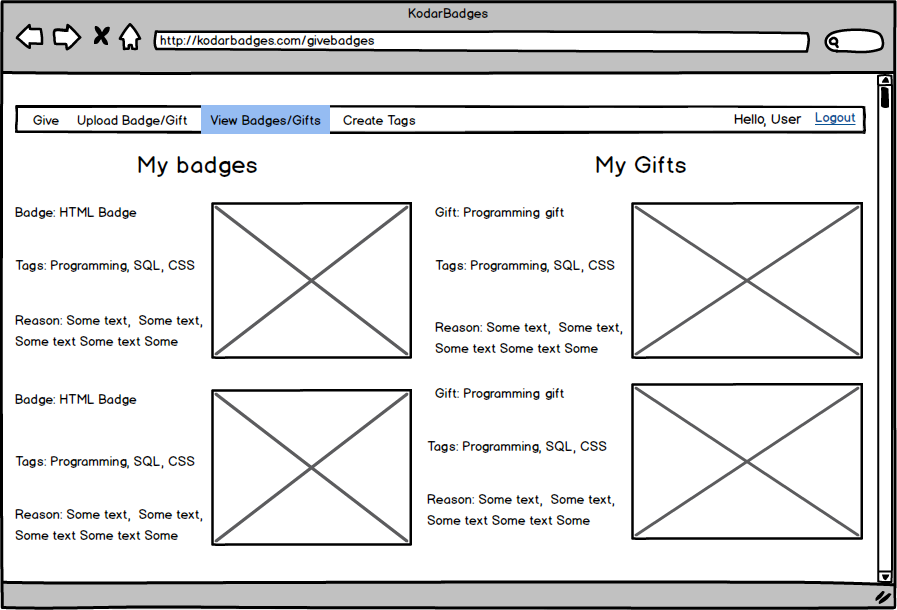 KodarBadges
http://kodarbadges.com/givebadges
Give Upload Badge/Gift View Badges/Gifts Create Tags Hello, User Logout
My badges
Badge: HTML Badge
Tags: Programming, SQL, CSS
Reason: Some text, Some text,
Some text Some text Some
Badge: HTML Badge
Tags: Programming, SQL, CSS
Reason: Some text, Some text,
Some text Some text Some
My Gifts
Gift: Programming gift
Tags: Programming, SQL, CSS
Reason: Some text, Some text,
Some text Some text Some
Gift: Programming gift
Tags: Programming, SQL, CSS
Reason: Some text, Some text,
Some text Some text Some